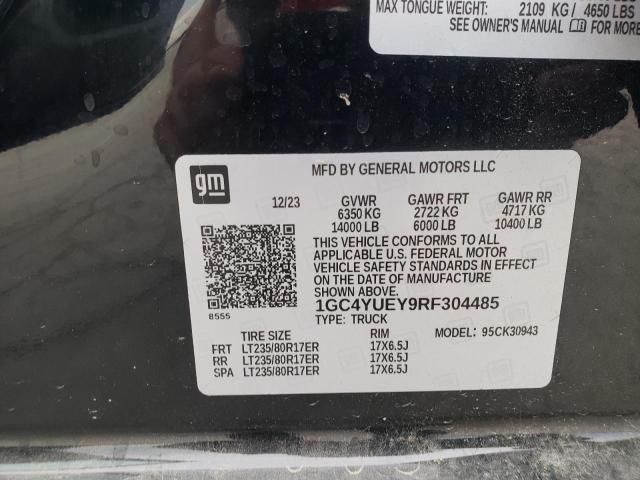 MAX TONGUE WEIGHT: 2109 KG / 4650 LBS
SEE OWNER'S MANUAL FOR MORE
gm
MFD BY GENERAL MOTORS LLC
12/23 GVWR GAWR FRT GAWR RR
6350 KG 2722 KG 4717 KG
14000 LB 6000 LB 10400 LB
THIS VEHICLE CONFORMS TO ALL
APPLICABLE U.S. FEDERAL MOTOR
VEHICLE SAFETY STANDARDS IN EFFECT
ON THE DATE OF MANUFACTURE
SHOWN ABOVE.
8555
1GC4YUEY9RF304485
TYPE: TRUCK
TIRE SIZE RIM MODEL: 95CK30943
FRT LT235/80R17ER 17X6.5J
RR LT235/80R17ER 17X6.5J
SPA LT235/80R17ER 17X6.5J